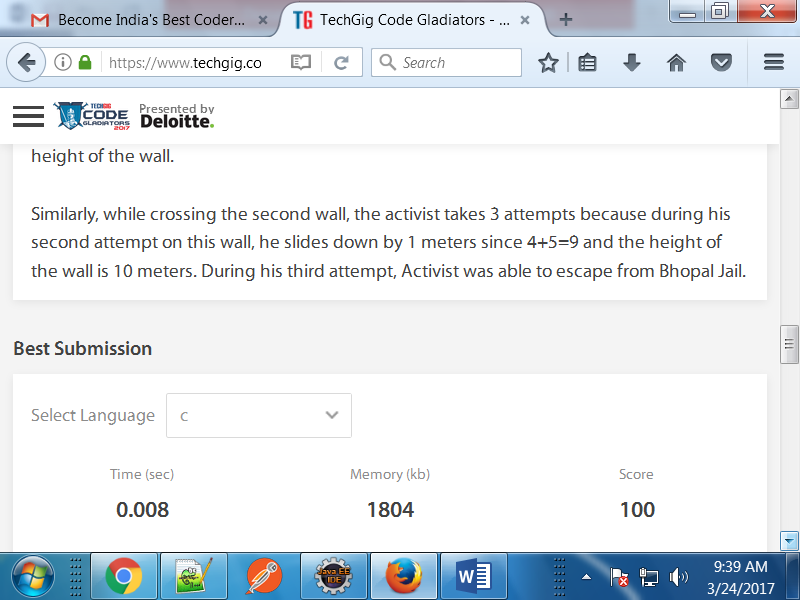 Become India's Best Coder...
TechGig Code Gladiators - ...
https://www.techgig.co
Search
TECHGIG
CODE
GLADIATORS
2017
Presented by
Deloitte.
height of the wall.
Similarly, while crossing the second wall, the activist takes 3 attempts because during his
second attempt on this wall, he slides down by 1 meters since 4+5=9 and the height of
the wall is 10 meters. During his third attempt, Activist was able to escape from Bhopal Jail.
Best Submission
Select Language
c
Time (sec) Memory (kb) Score
0.008 1804 100
Java EE
IDE
W
9:39 AM
3/24/2017